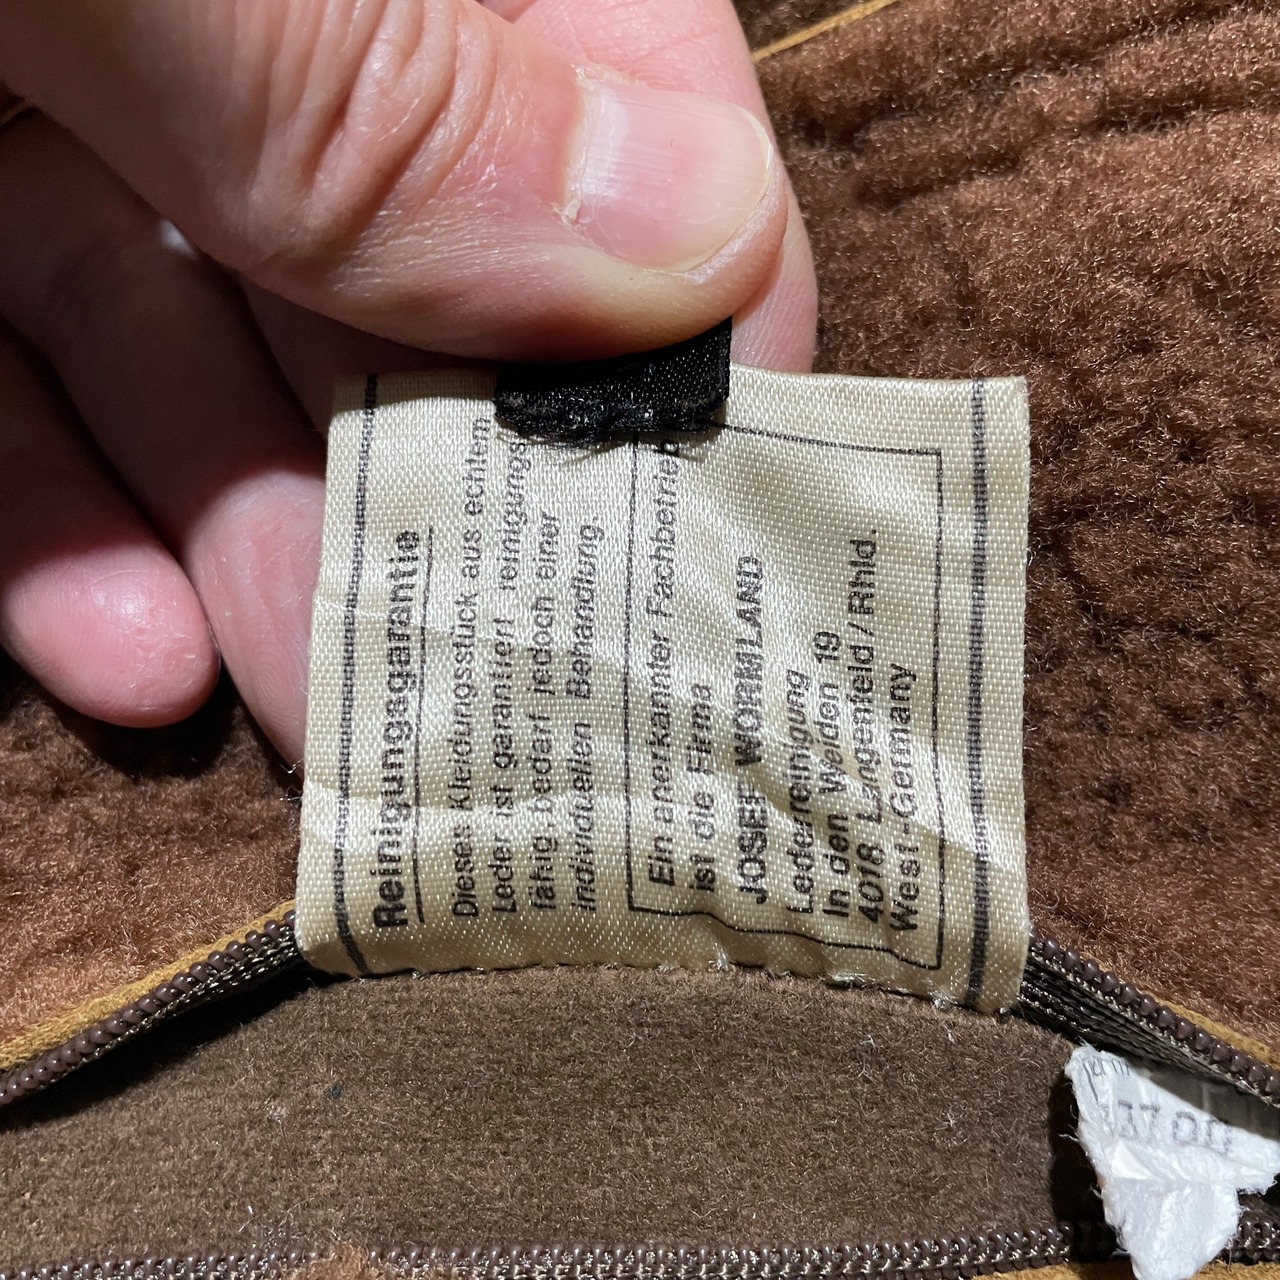 Reinigungsgarantie
Dieses Kleidungsstück aus echtem
Leder ist garantiert reinigungs
fähig, bedarf jedoch einer
individuellen Behandlung
Ein anerkannter Fachbetrieb
ist die Firma
JOSEF WORMLAND
Lederreinigung
In den Weiden 19
4018 Langenfeld/Rhld.
West-Germany